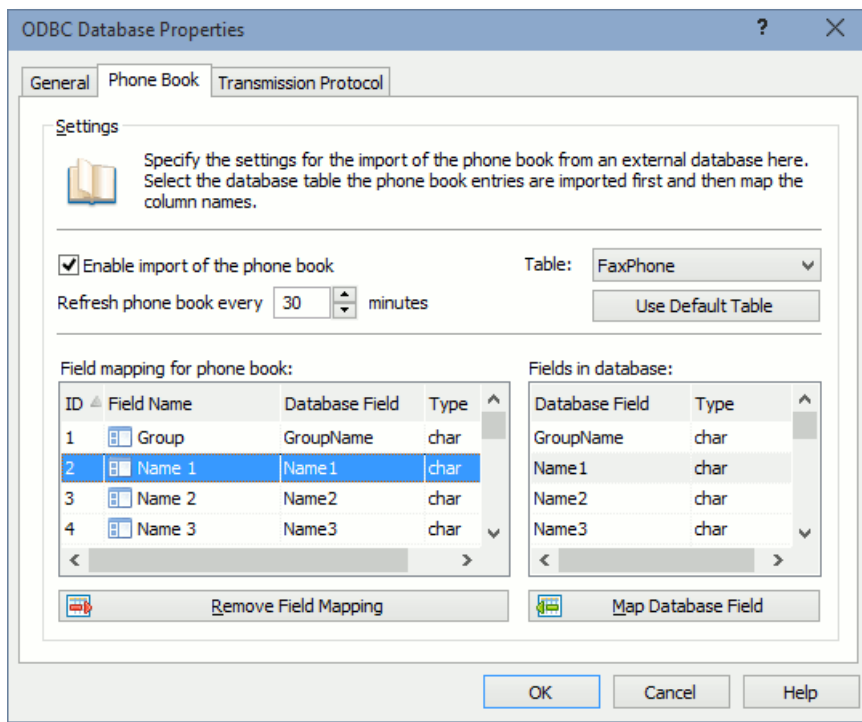 ODBC Database Properties ?
General Phone Book Transmission Protocol
Settings
Specify the settings for the import of the phone book from an external database here.
Select the database table the phone book entries are imported first and then map the
column names.
Enable import of the phone book Table: FaxPhone
Refresh phone book every 30 minutes Use Default Table
Field mapping for phone book: Fields in database:
ID Field Name Database Field Type Database Field Type
1 Group GroupName char GroupName char
2 Name 1 Name1 char Name1 char
3 Name 2 Name2 char Name2 char
4 Name 3 Name3 char Name3 char
Remove Field Mapping Map Database Field
OK Cancel Help